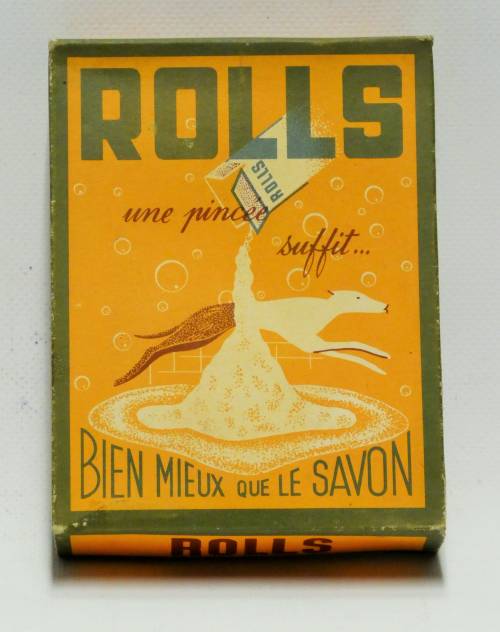 ROLLS
ROLLS
une pincée
suffit...
BIEN MIEUX QUE LE SAVON
ROLLS